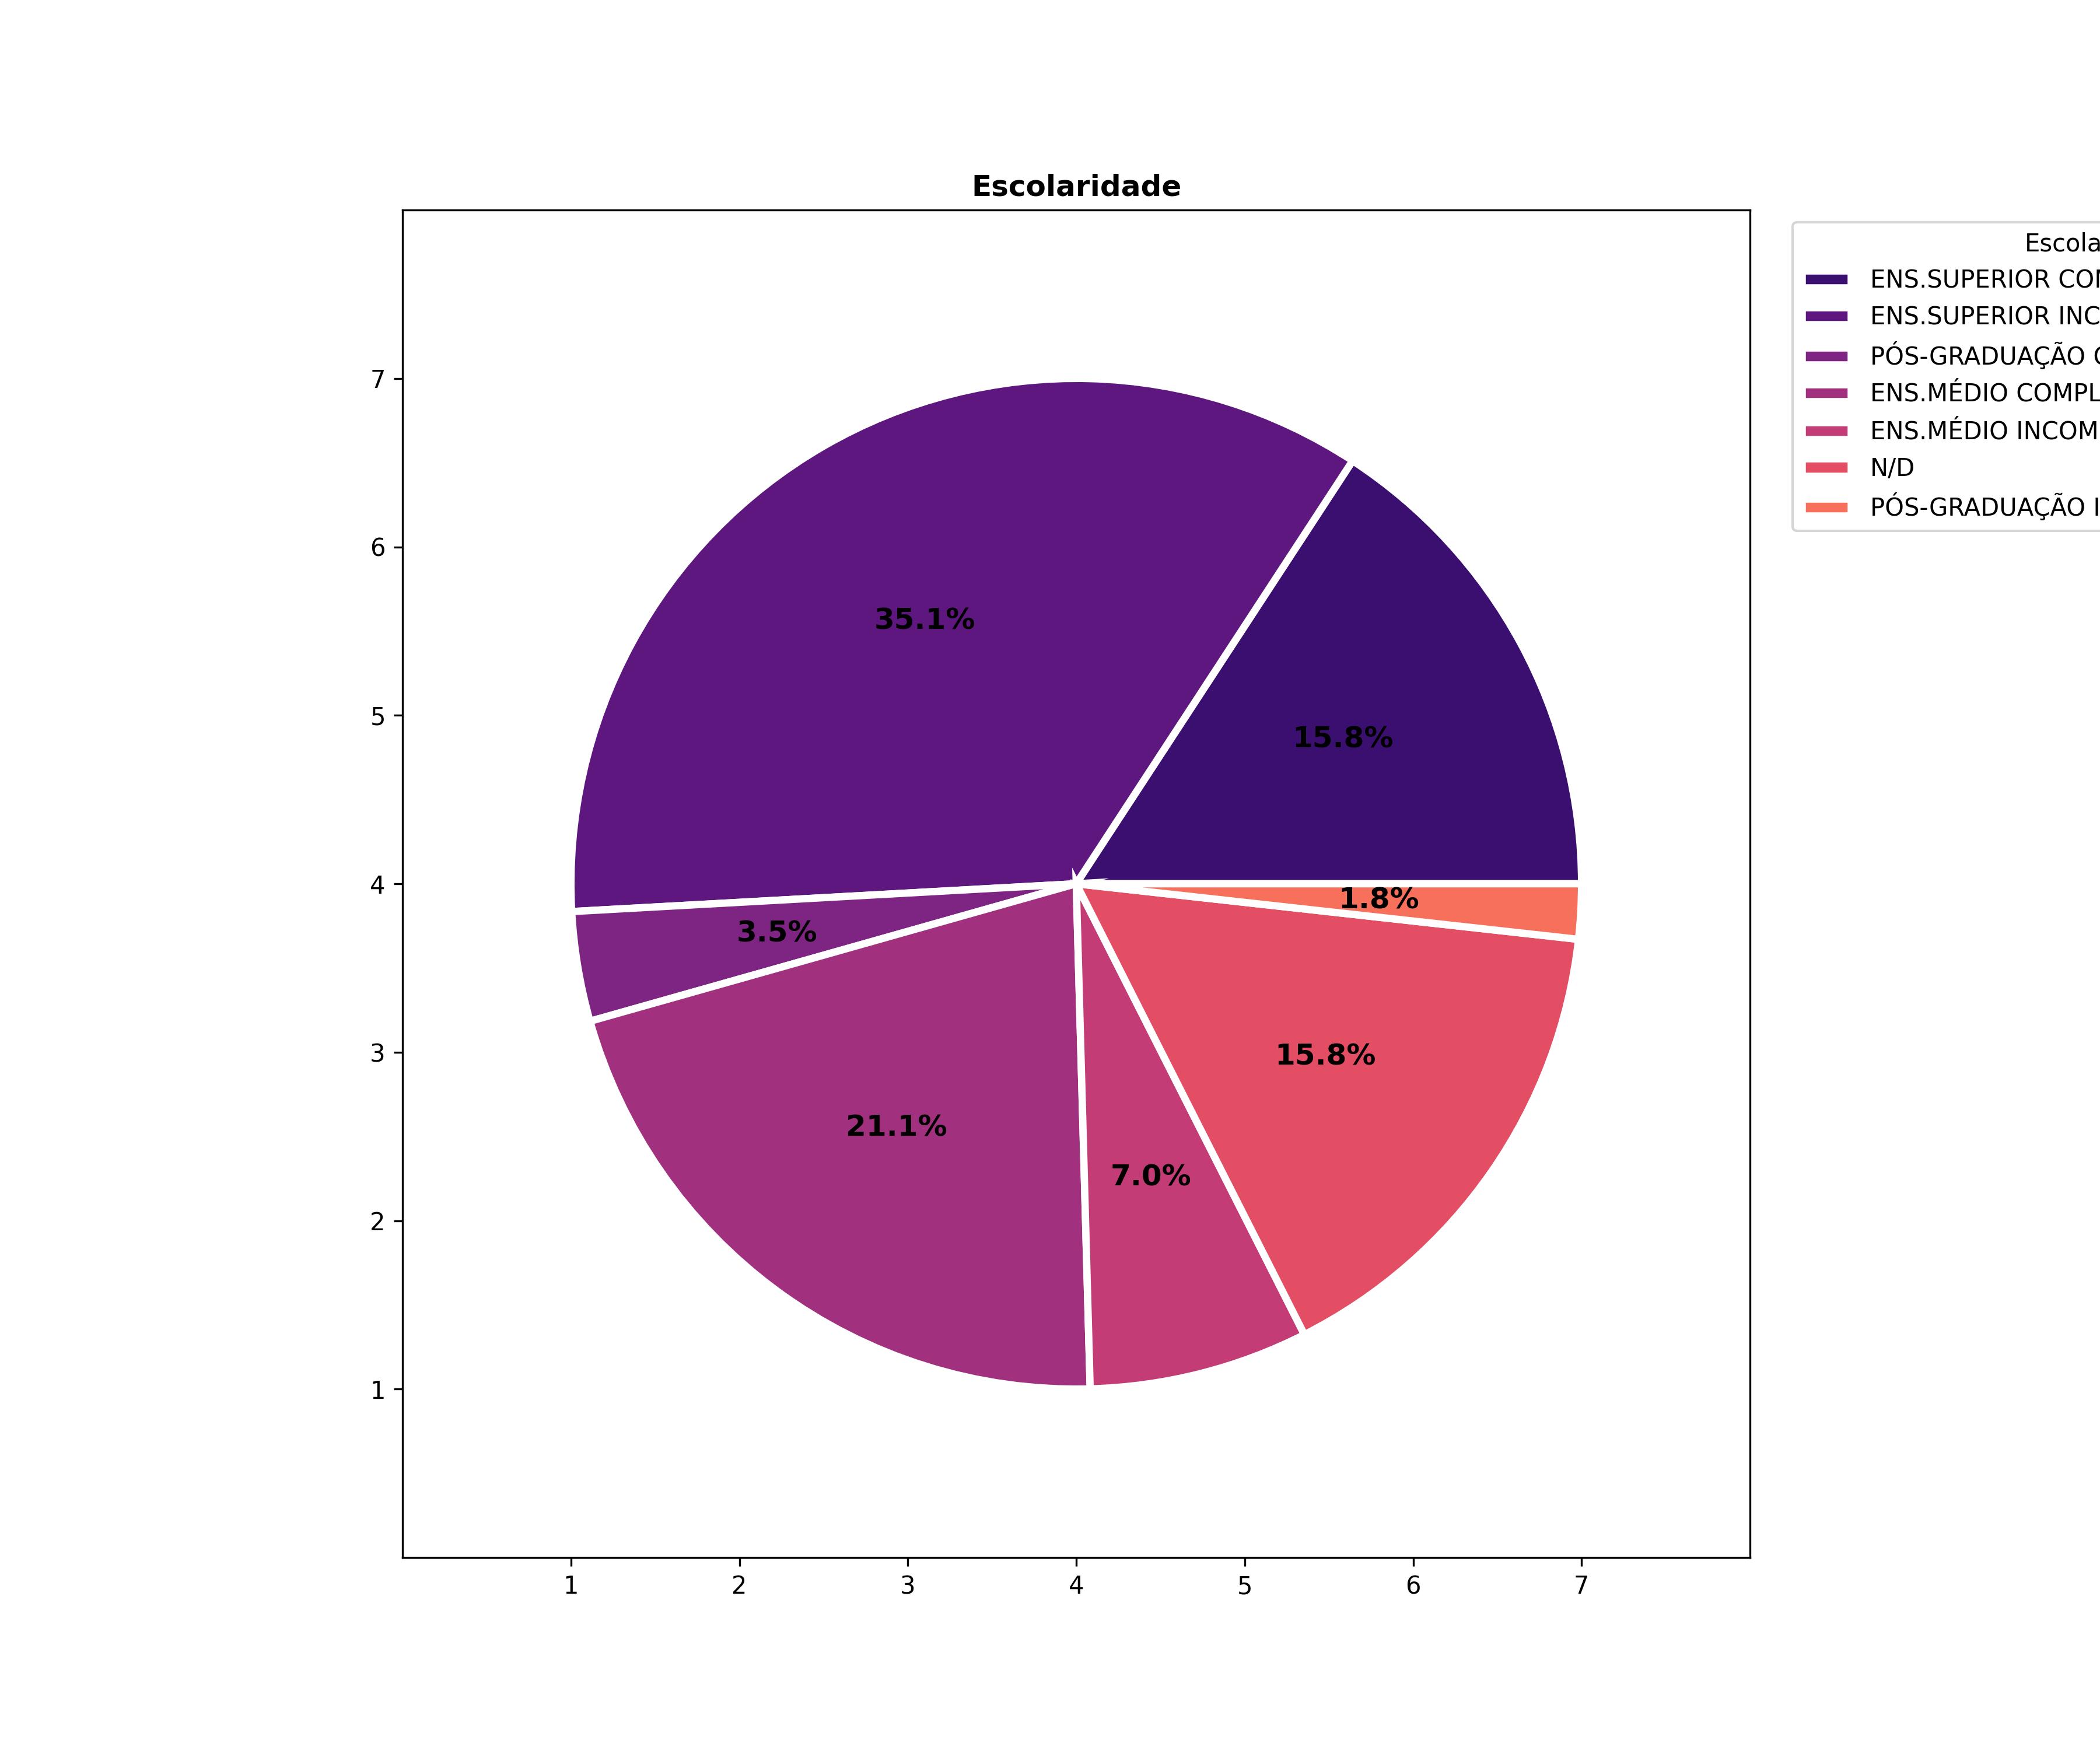 Escolaridade
Escola
ENS.SUPERIOR COM
ENS.SUPERIOR INC
PÓS-GRADUAÇÃO
ENS.MÉDIO COMPL
ENS.MÉDIO INCOM
N/D
PÓS-GRADUAÇÃO I
7
6
5
4
3
2
1
35.1%
15.8%
1.8%
3.5%
15.8%
21.1%
7.0%
1 2 3 4 5 6 7